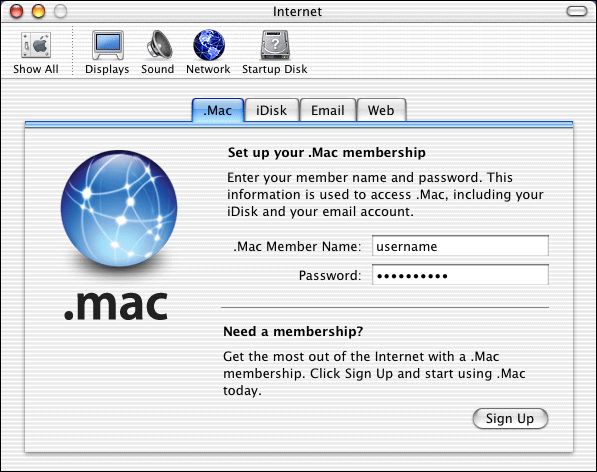 Internet
Show All Displays Sound Network Startup Disk
.Mac iDisk Email Web
Set up your .Mac membership
Enter your member name and password. This
information is used to access .Mac, including your
iDisk and your email account.
.Mac Member Name: username
Password: ••••••••••
.mac
Need a membership?
Get the most out of the Internet with a .Mac
membership. Click Sign Up and start using .Mac
today.
Sign Up